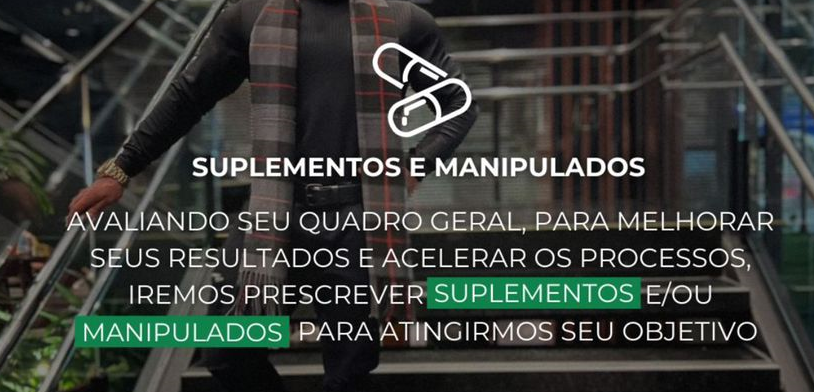 SUPLEMENTOS E MANIPULADOS
AVALIANDO SEU QUADRO GERAL, PARA MELHORAR
SEUS RESULTADOS E ACELERAR OS PROCESSOS,
IREMOS PRESCREVER SUPLEMENTOS E/OU
MANIPULADOS PARA ATINGIRMOS SEU OBJETIVO